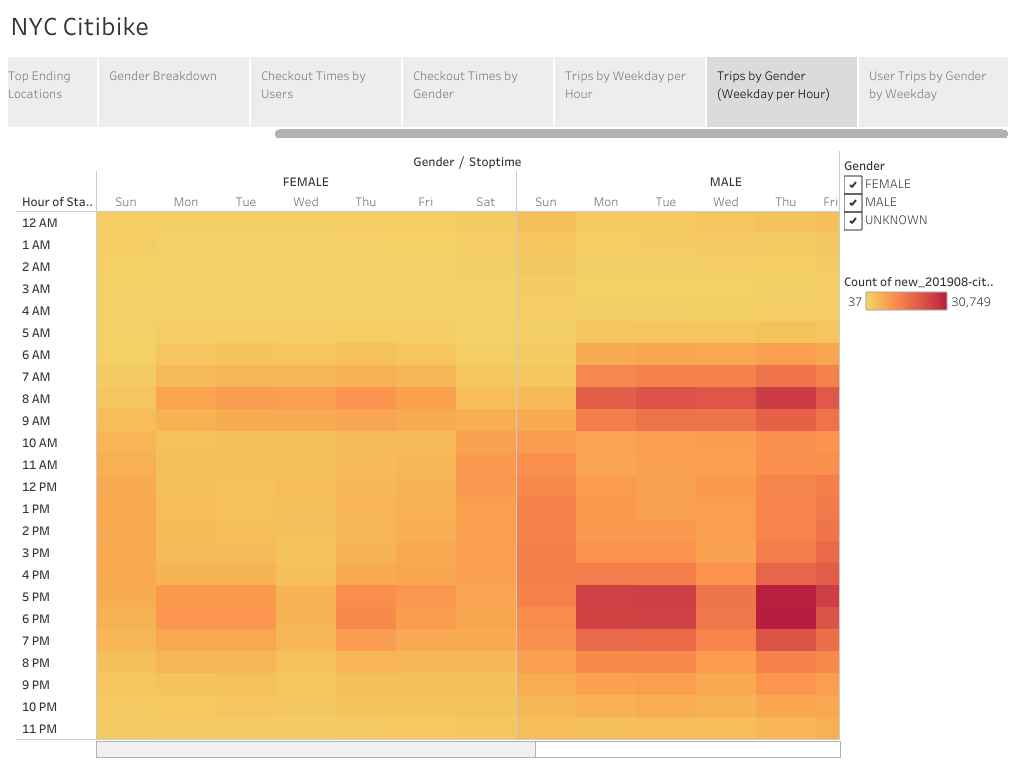 NYC Citibike
Top Ending
Locations
Gender Breakdown
Checkout Times by
Users
Checkout Times by
Gender
Trips by Weekday per
Hour
Trips by Gender
(Weekday per Hour)
User Trips by Gender
by Weekday
Gender / Stoptime
FEMALE MALE
Hour of Sta.. Sun Mon Tue Wed Thu Fri Sat Sun Mon Tue Wed Thu Fri
12 AM
1 AM
2 AM
3 AM
4 AM
5 AM
6 AM
7 AM
8 AM
9 AM
10 AM
11 AM
12 PM
1 PM
2 PM
3 PM
4 PM
5 PM
6 PM
7 PM
8 PM
9 PM
10 PM
11 PM
Gender
FEMALE
MALE
UNKNOWN
Count of new_201908-cit..
37 30,749